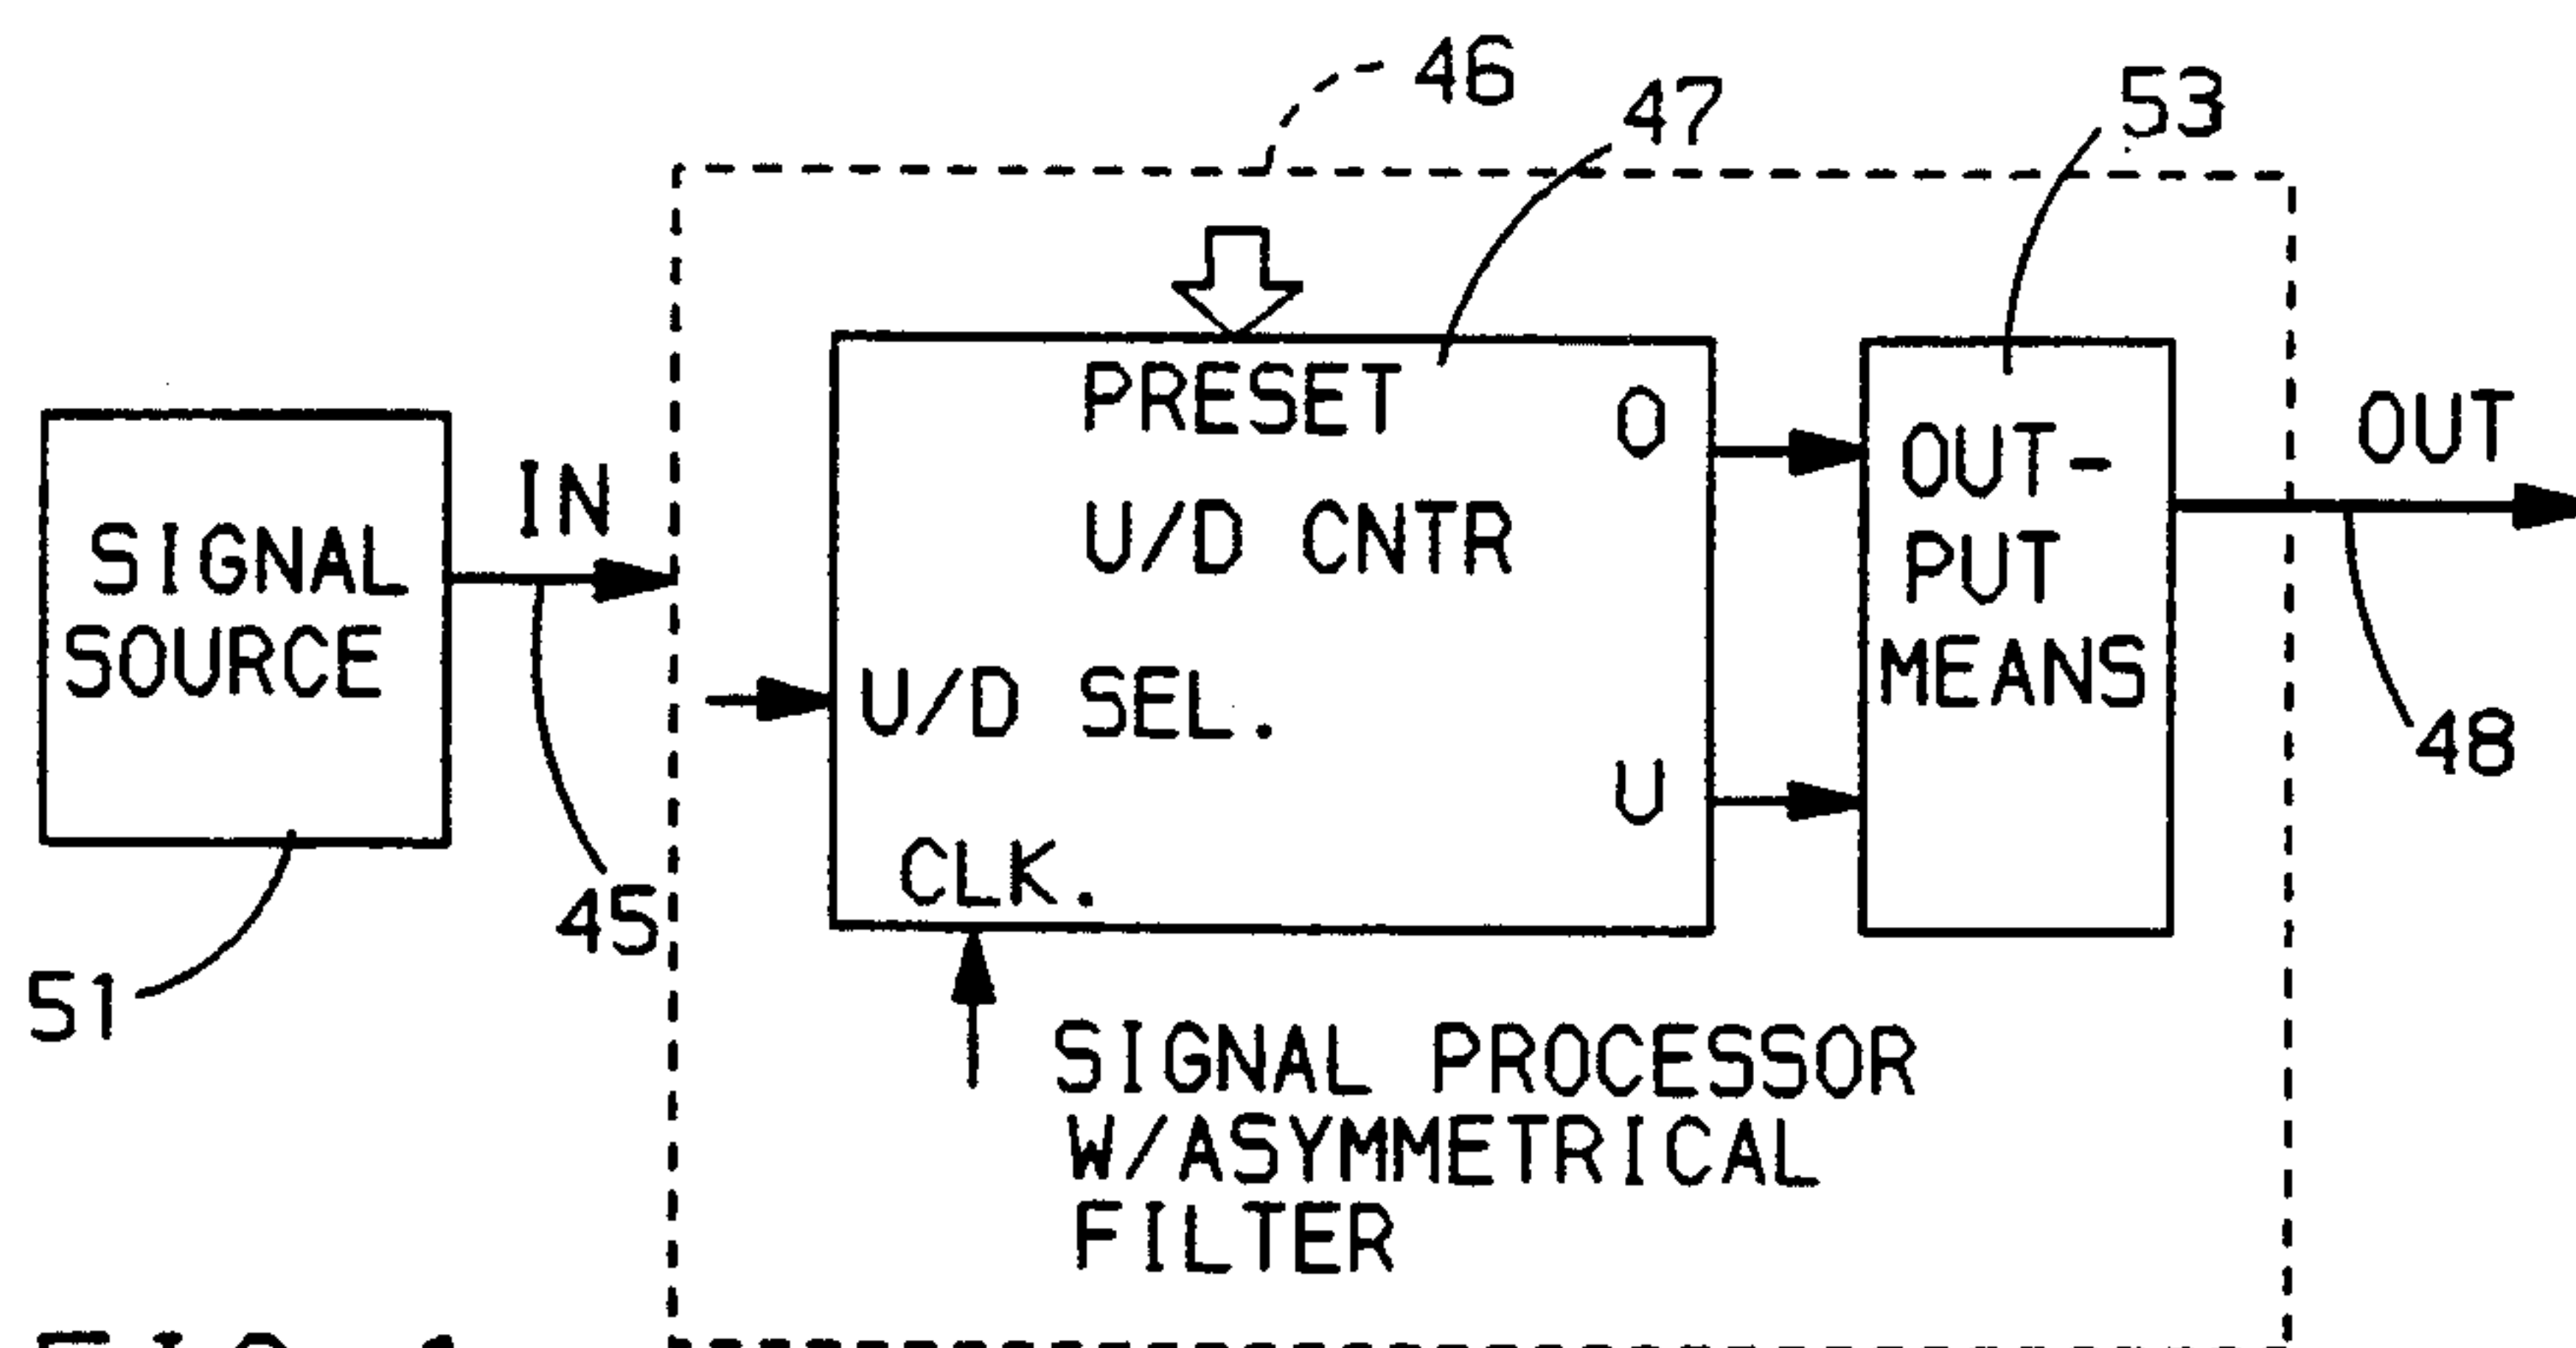 46
47
53
PRESET
O
OUT-
OUT
IN
U/D CNTR
SIGNAL
PUT
SOURCE
U/D SEL.
MEANS
48
U
CLK.
45
51
SIGNAL PROCESSOR
W/ASYMMETRICAL
FILTER